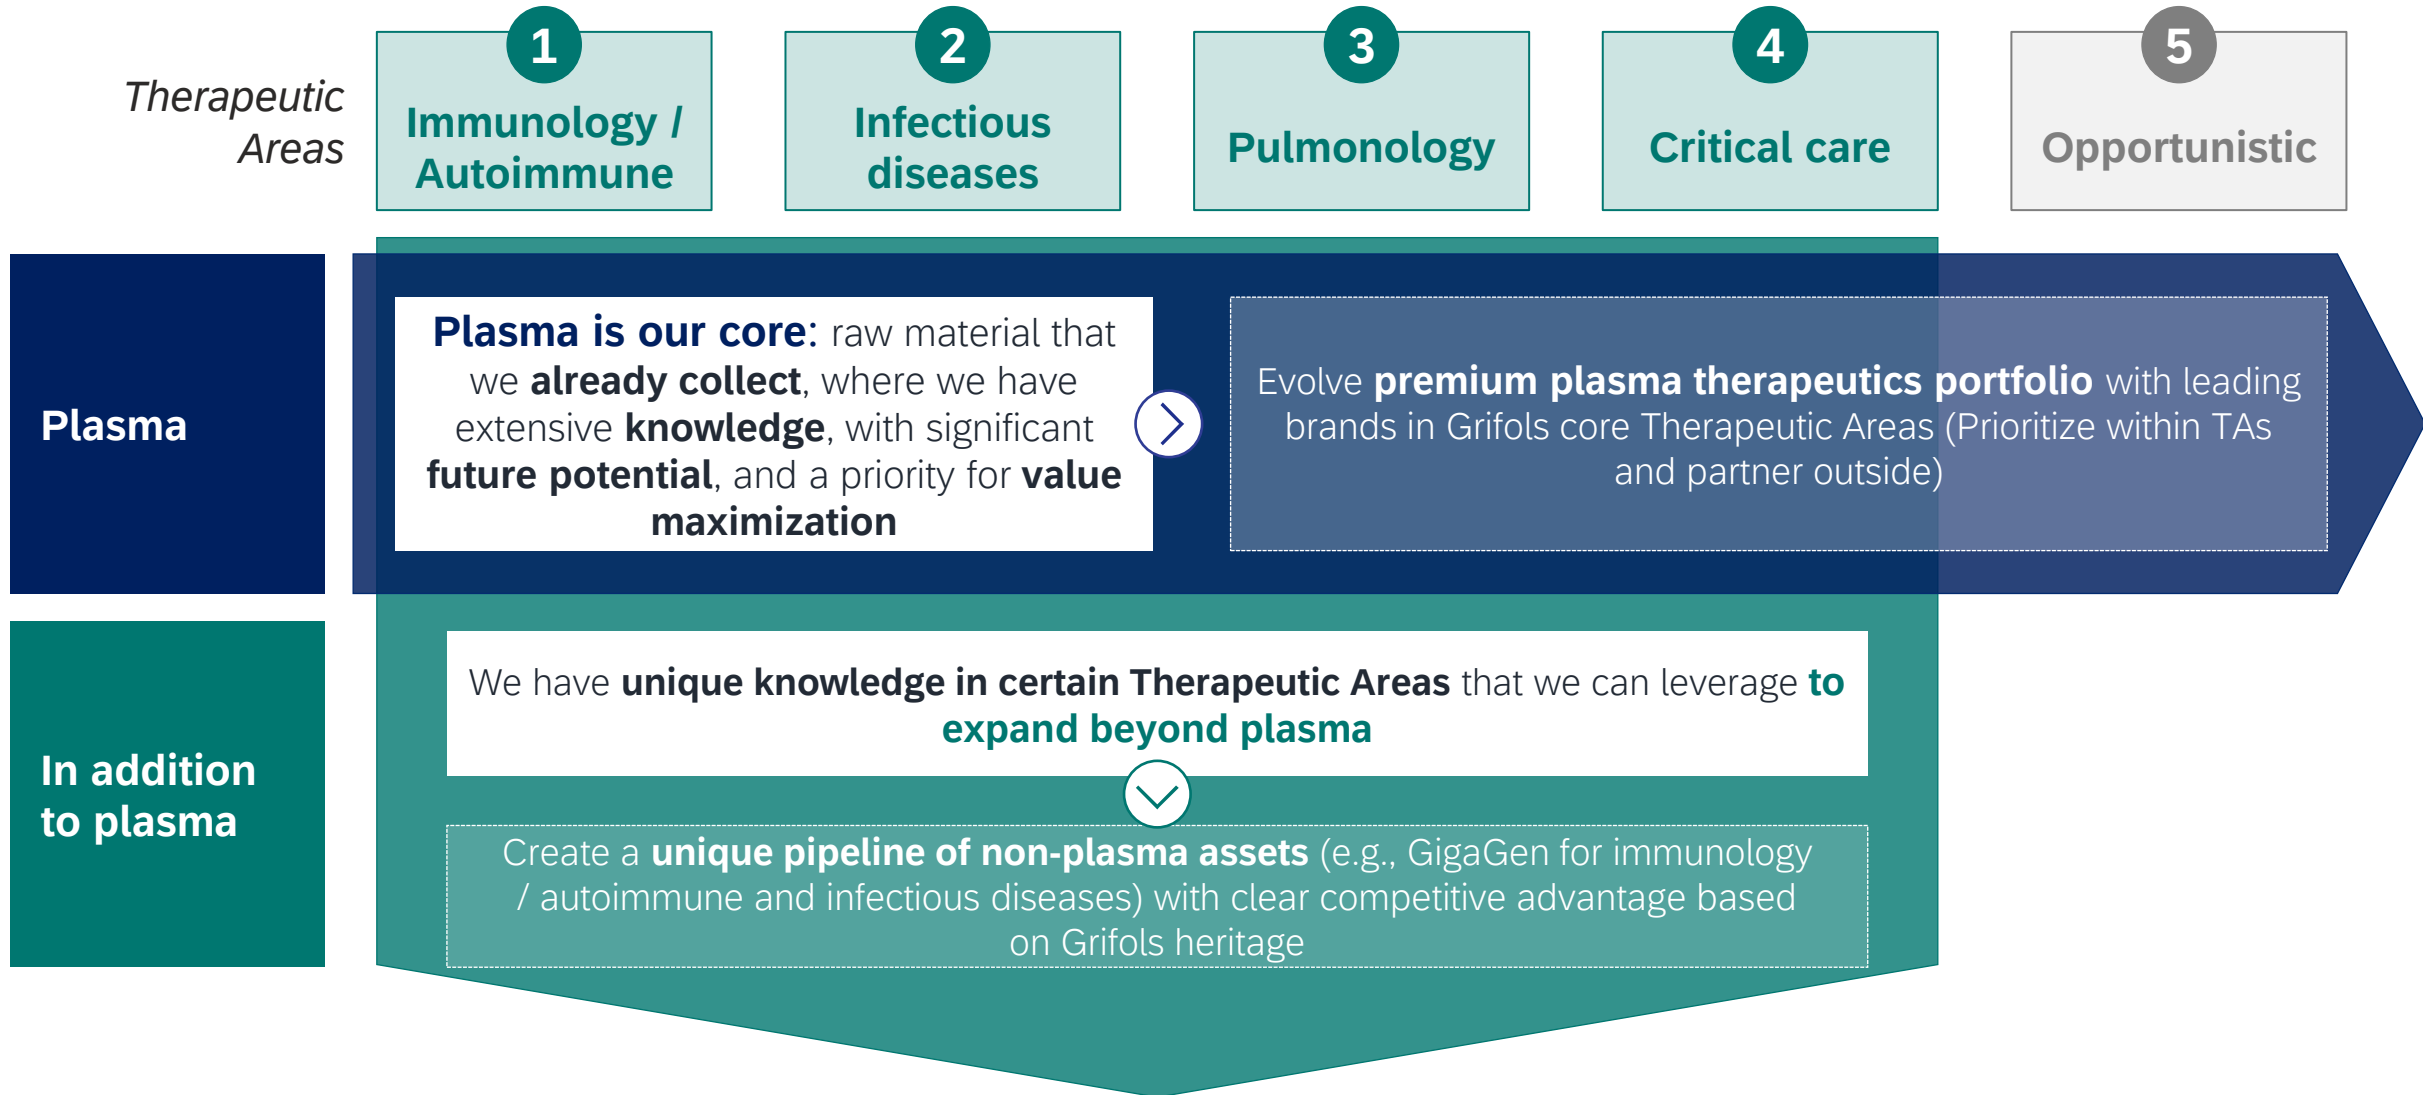 Therapeutic
Areas
1
Immunology /
Autoimmune
2
Infectious
diseases
3
Pulmonology
4
Critical care
5
Opportunistic
Plasma
Plasma is our core: raw material that
we already collect, where we have
extensive knowledge, with significant
future potential, and a priority for value
maximization
Evolve premium plasma therapeutics portfolio with leading
brands in Grifols core Therapeutic Areas (Prioritize within TAs
and partner outside)
In addition
to plasma
We have unique knowledge in certain Therapeutic Areas that we can leverage to
expand beyond plasma
Create a unique pipeline of non-plasma assets (e.g., GigaGen for immunology
/ autoimmune and infectious diseases) with clear competitive advantage based
on Grifols heritage